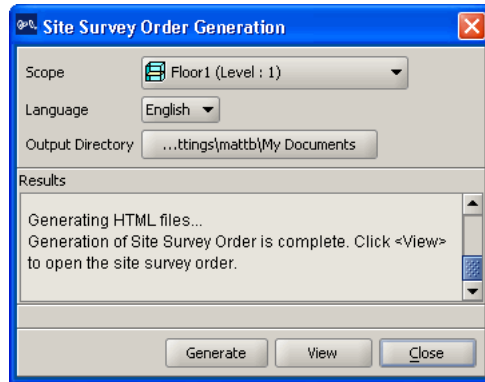 Site Survey Order Generation
Scope
Floor1 (Level : 1)
Language
English
Output Directory
...ttings\mattb\My Documents
Results
Generating HTML files...
Generation of Site Survey Order is complete. Click <View>
to open the site survey order.
Generate
View
Close